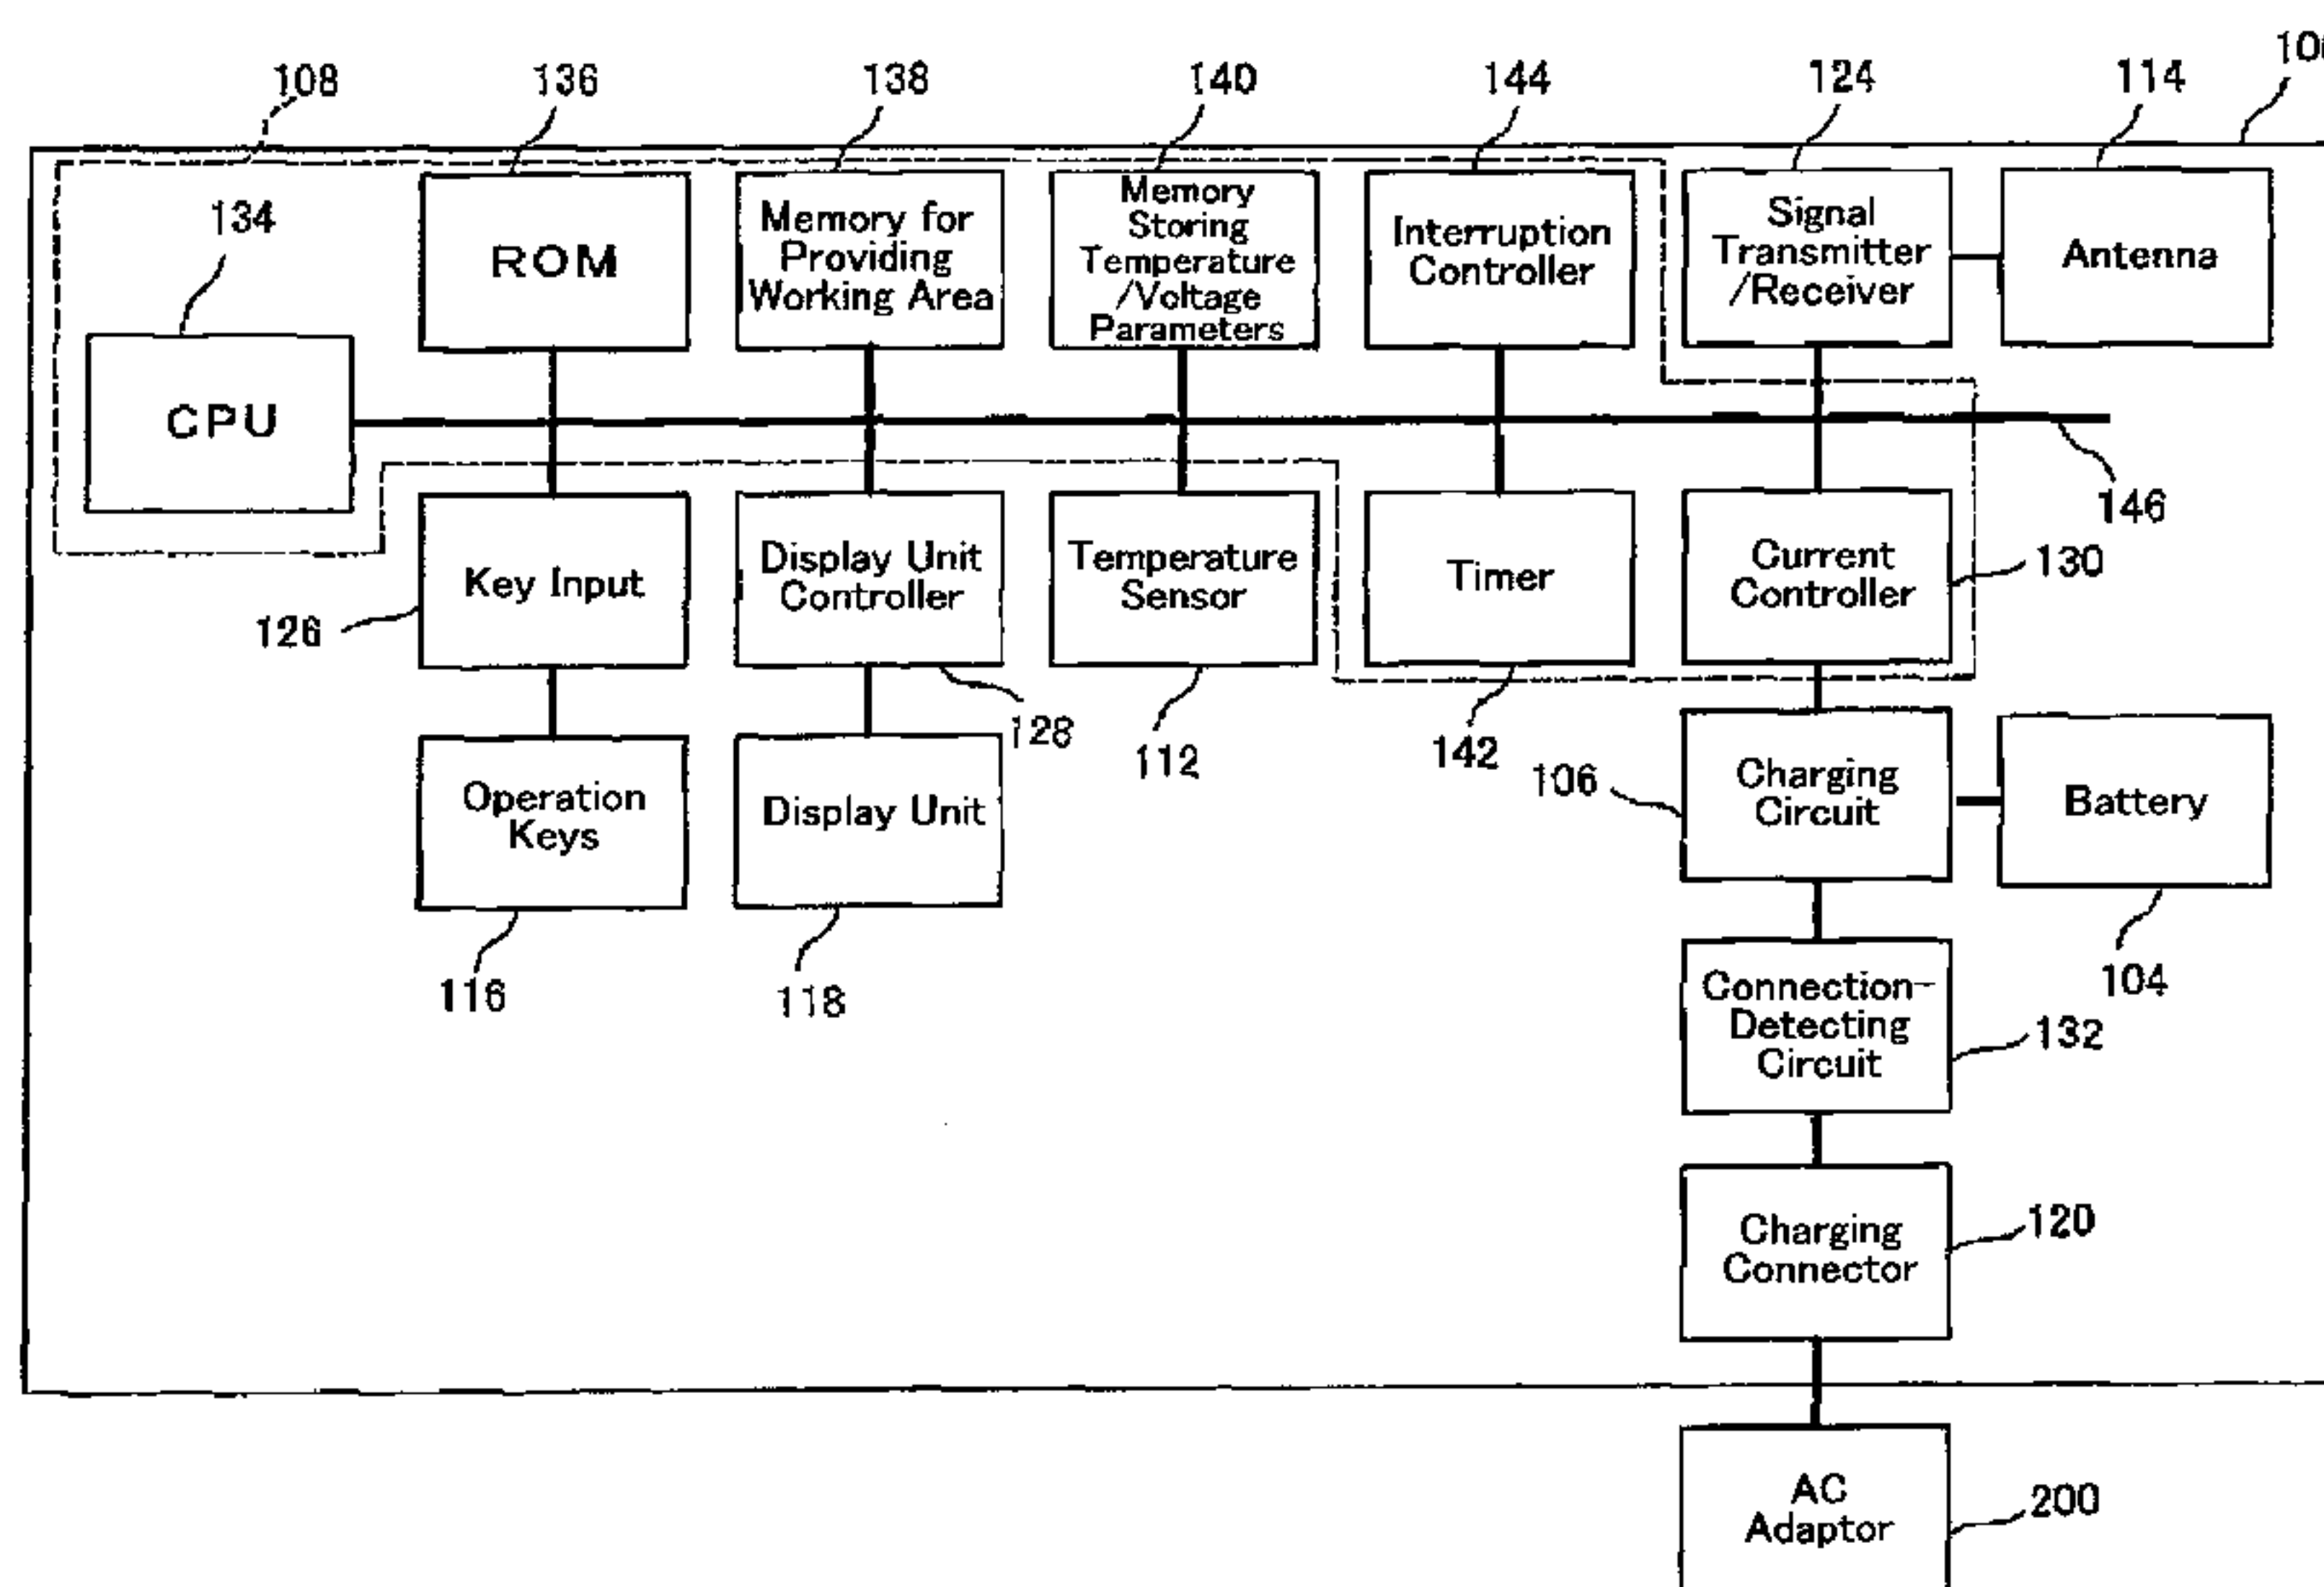 108
136
138
140
144
124
114
10
134
ROM
Memory for
Providing
Working Area
Memory
Storing
Temperature
/Voltage
Parameters
Interruption
Controller
Signal
Transmitter
/Receiver
Antenna
CPU
146
Key Input
Display Unit
Controller
Temperature
Sensor
Timer
Current
Controller
130
126
128
112
142
106
Operation
Keys
Display Unit
Charging
Circuit
Battery
116
118
104
Connection-
Detecting
Circuit
132
Charging
Connector
120
AC
Adaptor
200